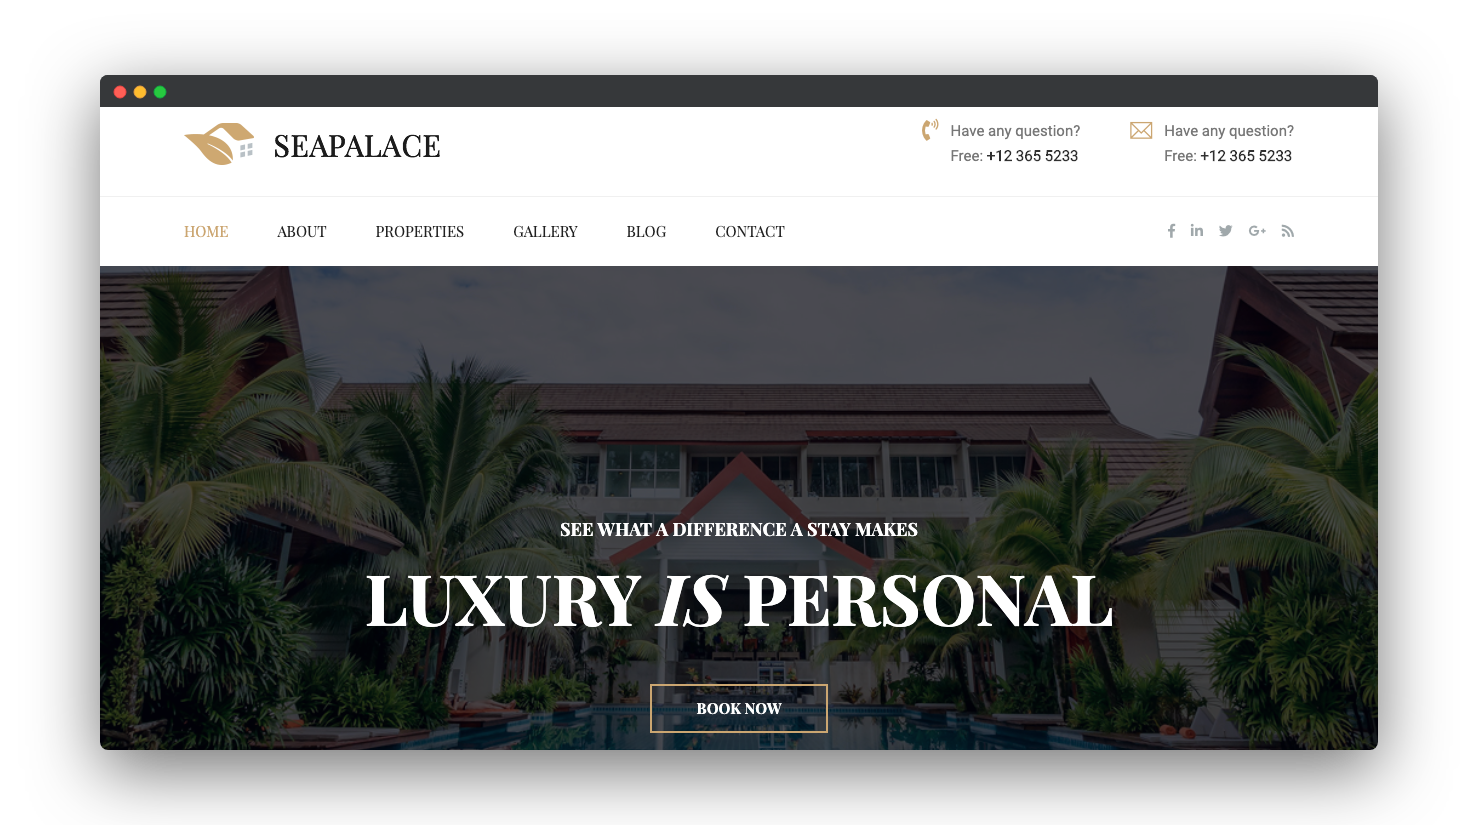 SEAPALACE
Have any question?
Free: +12 365 5233
Have any question?
Free: +12 365 5233
HOME ABOUT PROPERTIES GALLERY BLOG CONTACT
SEE WHAT A DIFFERENCE A STAY MAKES
LUXURY IS PERSONAL
BOOK NOW